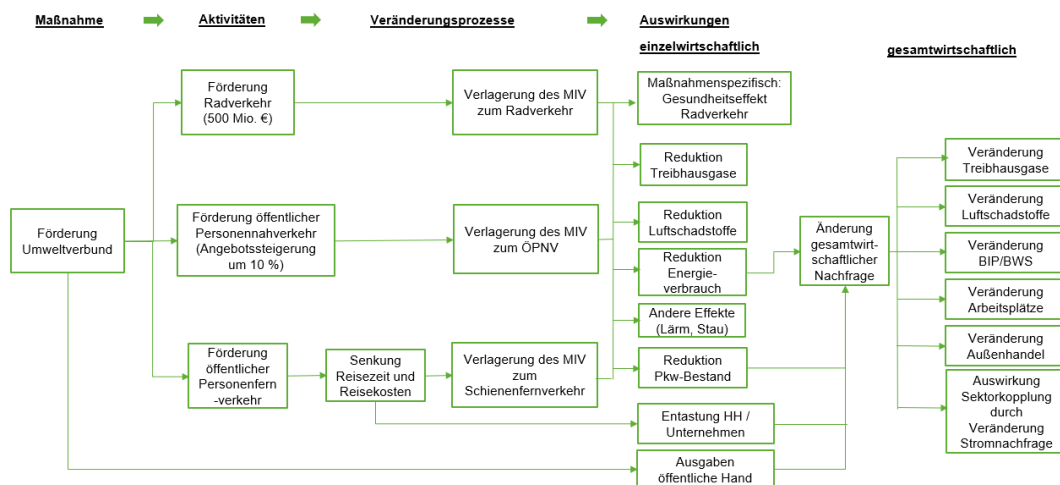 Maßnahme
Aktivitäten
Veränderungsprozesse
Auswirkungen
einzelwirtschaftlich
gesamtwirtschaftlich
Förderung
Umweltverbund
Förderung
Radverkehr
(500 Mio. €)
Förderung öffentlicher
Personennahverkehr
(Angebotssteigerung
um 10 %)
Förderung
öffentlicher
Personenfern
-verkehr
Senkung
Reisezeit und
Reisekosten
Verlagerung des MIV
zum Radverkehr
Verlagerung des MIV
zum ÖPNV
Verlagerung des MIV
zum
Schienenfernverkehr
Maßnahmenspezifisch:
Gesundheitseffekt
Radverkehr
Reduktion
Treibhausgase
Reduktion
Luftschadstoffe
Reduktion
Energie-
verbrauch
Andere Effekte
(Lärm, Stau)
Reduktion
Pkw-Bestand
Entastung HH /
Unternehmen
Ausgaben
öffentliche Hand
Änderung
gesamtwirt-
schaftlicher
Nachfrage
Veränderung
Treibhausgase
Veränderung
Luftschadstoffe
Veränderung
BIP/BWS
Veränderung
Arbeitsplätze
Veränderung
Außenhandel
Auswirkung
Sektorkopplung
durch
Veränderung
Stromnachfrage